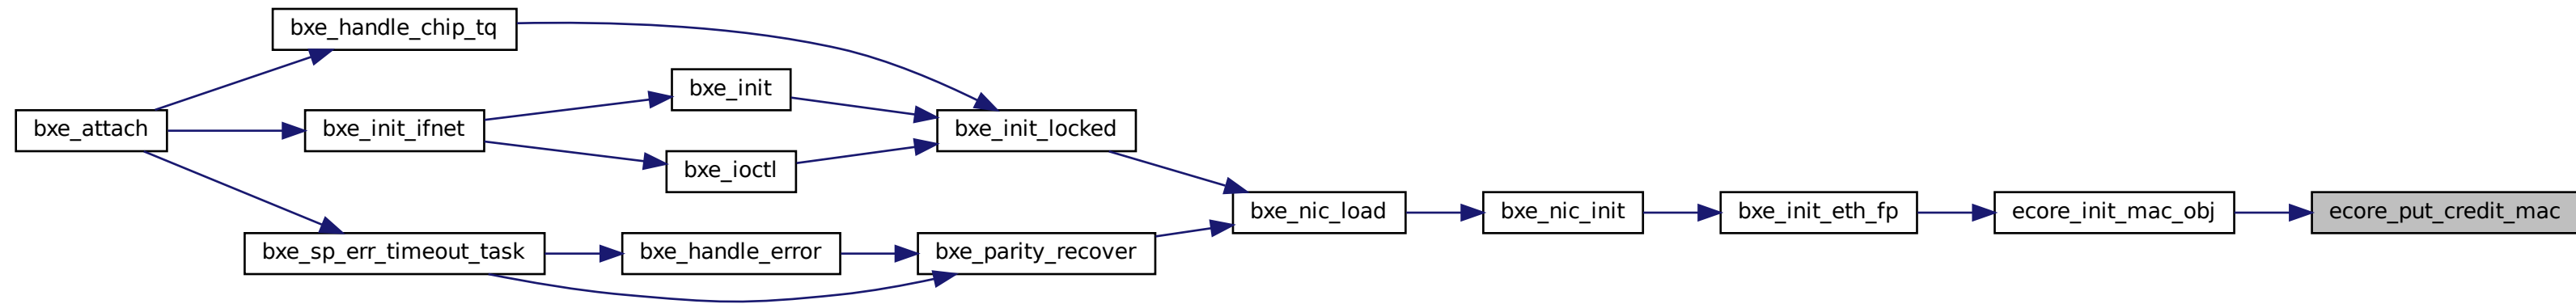 bxe_handle_chip_tq
bxe_init
bxe_attach
bxe_init_ifnet
bxe_init_locked
bxe_ioctl
bxe_nic_load
bxe_nic_init
bxe_init_eth_fp
ecore_init_mac_obj
ecore_put_credit_mac
bxe_sp_err_timeout_task
bxe_handle_error
bxe_parity_recover